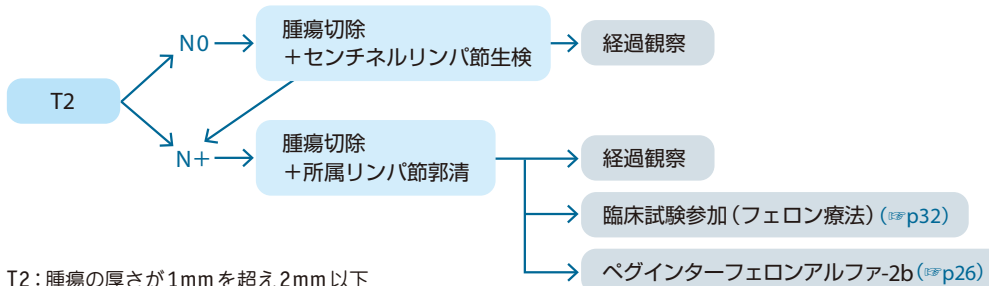 T2
N0
腫瘍切除
+センチネルリンパ節生検
経過観察
N+
腫瘍切除
+所属リンパ節郭清
経過観察
臨床試験参加(フェロン療法)(☞p32)
ペグインターフェロンアルファ-2b(☞p26)
T2:腫瘍の厚さが1mmを超え2mm以下